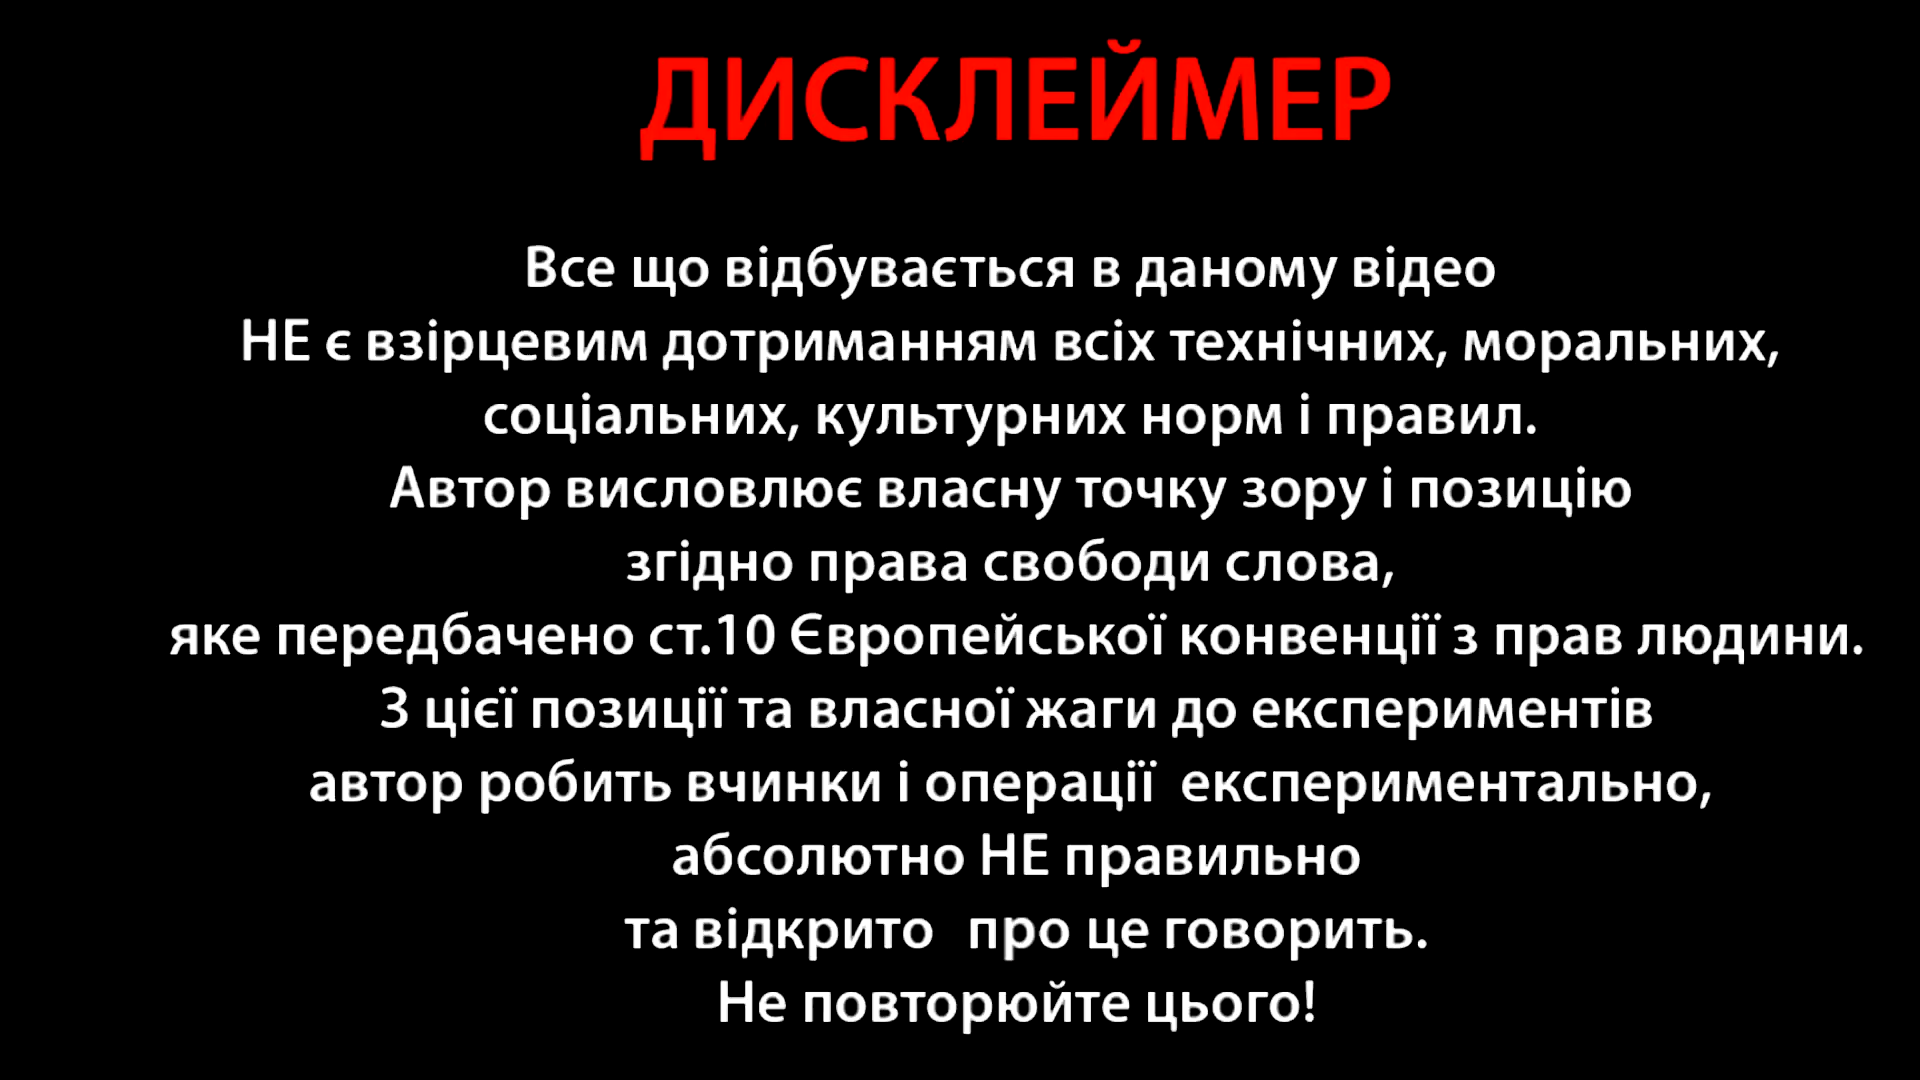 ДИСКЛЕЙМЕР
Все що відбувається в даному відео
НЕ є взірцевим дотриманням всіх технічних, моральних,
соціальних, культурних норм і правил.
Автор висловлює власну точку зору і позицію
згідно права свободи слова,
яке передбачено ст.10 Європейської конвенції з прав людини.
З цієї позиції та власної жаги до експериментів
автор робить вчинки і операції експериментально,
абсолютно НЕ правильно
та відкрито про це говорить.
Не повторюйте цього!